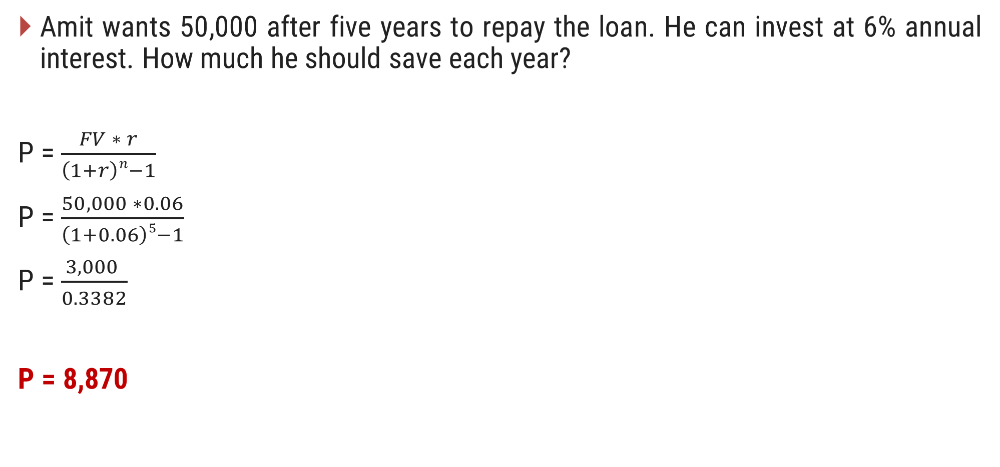 Amit wants 50,000 after five years to repay the loan. He can invest at 6% annual
interest. How much he should save each year?
P = \frac{FV * r}{(1+r)^n−1}
P = \frac{50,000 *0.06}{(1+0.06)^5−1}
P = \frac{3,000}{0.3382}
P = 8,870